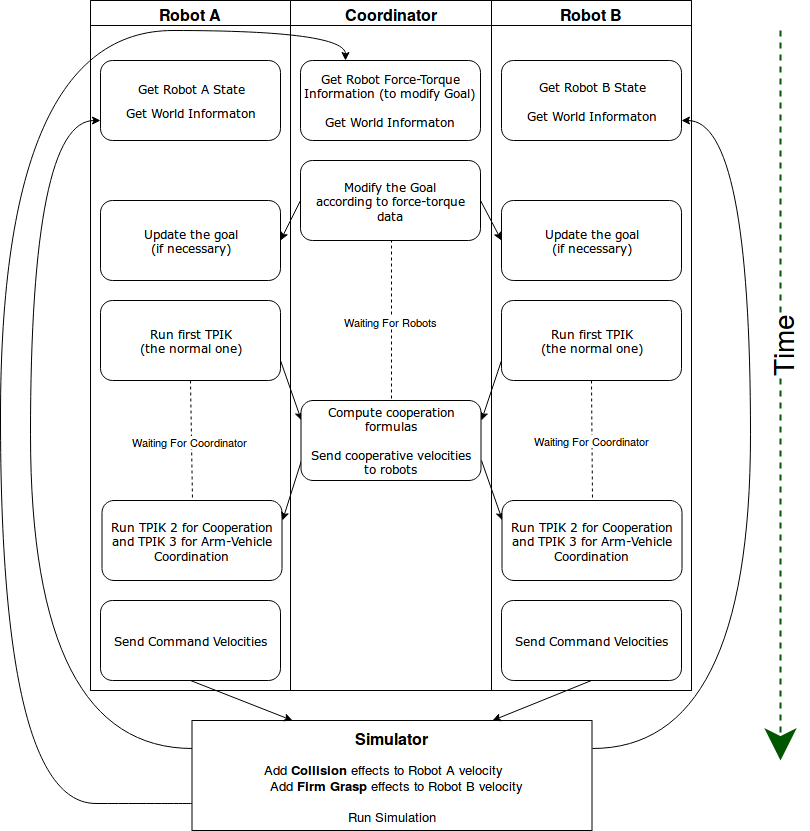 Robot A
Coordinator
Robot B
Get Robot A State
Get World Informaton
Get Robot Force-Torque
Information (to modify Goal)
Get World Informaton
Get Robot B State
Get World Informaton
Modify the Goal
according to force-torque
data
Update the goal
(if necessary)
Update the goal
(if necessary)
Waiting For Robots
Run first TPIK
(the normal one)
Run first TPIK
(the normal one)
Time
Compute cooperation
formulas
Send cooperative velocities
to robots
Waiting For Coordinator
Waiting For Coordinator
Run TPIK 2 for Cooperation
and TPIK 3 for Arm-Vehicle
Coordination
Run TPIK 2 for Cooperation
and TPIK 3 for Arm-Vehicle
Coordination
Send Command Velocities
Send Command Velocities
Simulator
Add Collision effects to Robot A velocity
Add Firm Grasp effects to Robot B velocity
Run Simulation